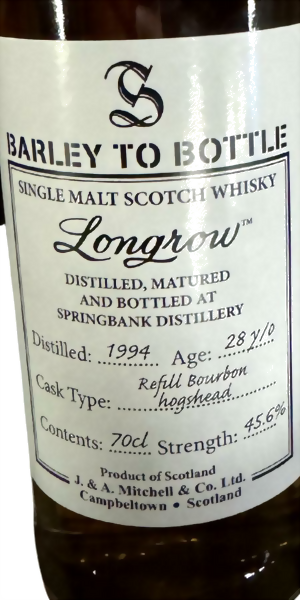 S
BARLEY TO BOTTLE
SINGLE MALT SCOTCH WHISKY
Longrow™
DISTILLED, MATURED
AND BOTTLED AT
SPRINGBANK DISTILLERY
Distilled: 1994 Age: 28 y/o
Cask Type: Refill Bourbon
hogshead
Contents: 70cl Strength: 45.6%
Product of Scotland
J. & A. Mitchell & Co. Ltd.
Campbeltown • Scotland